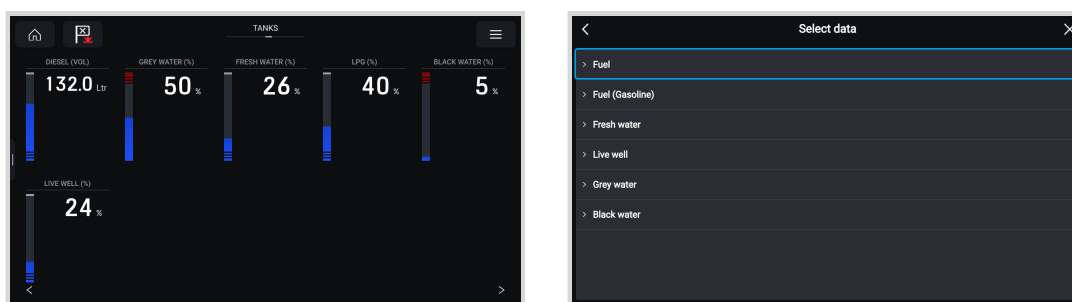 TANKS
DIESEL (VOL)
GREY WATER (%)
FRESH WATER (%)
LPG (%)
BLACK WATER (%)
132.0 Ltr
50 %
26 %
40 %
5 %
LIVE WELL (%)
24 %
Select data
Fuel
Fuel (Gasoline)
Fresh water
Live well
Grey water
Black water